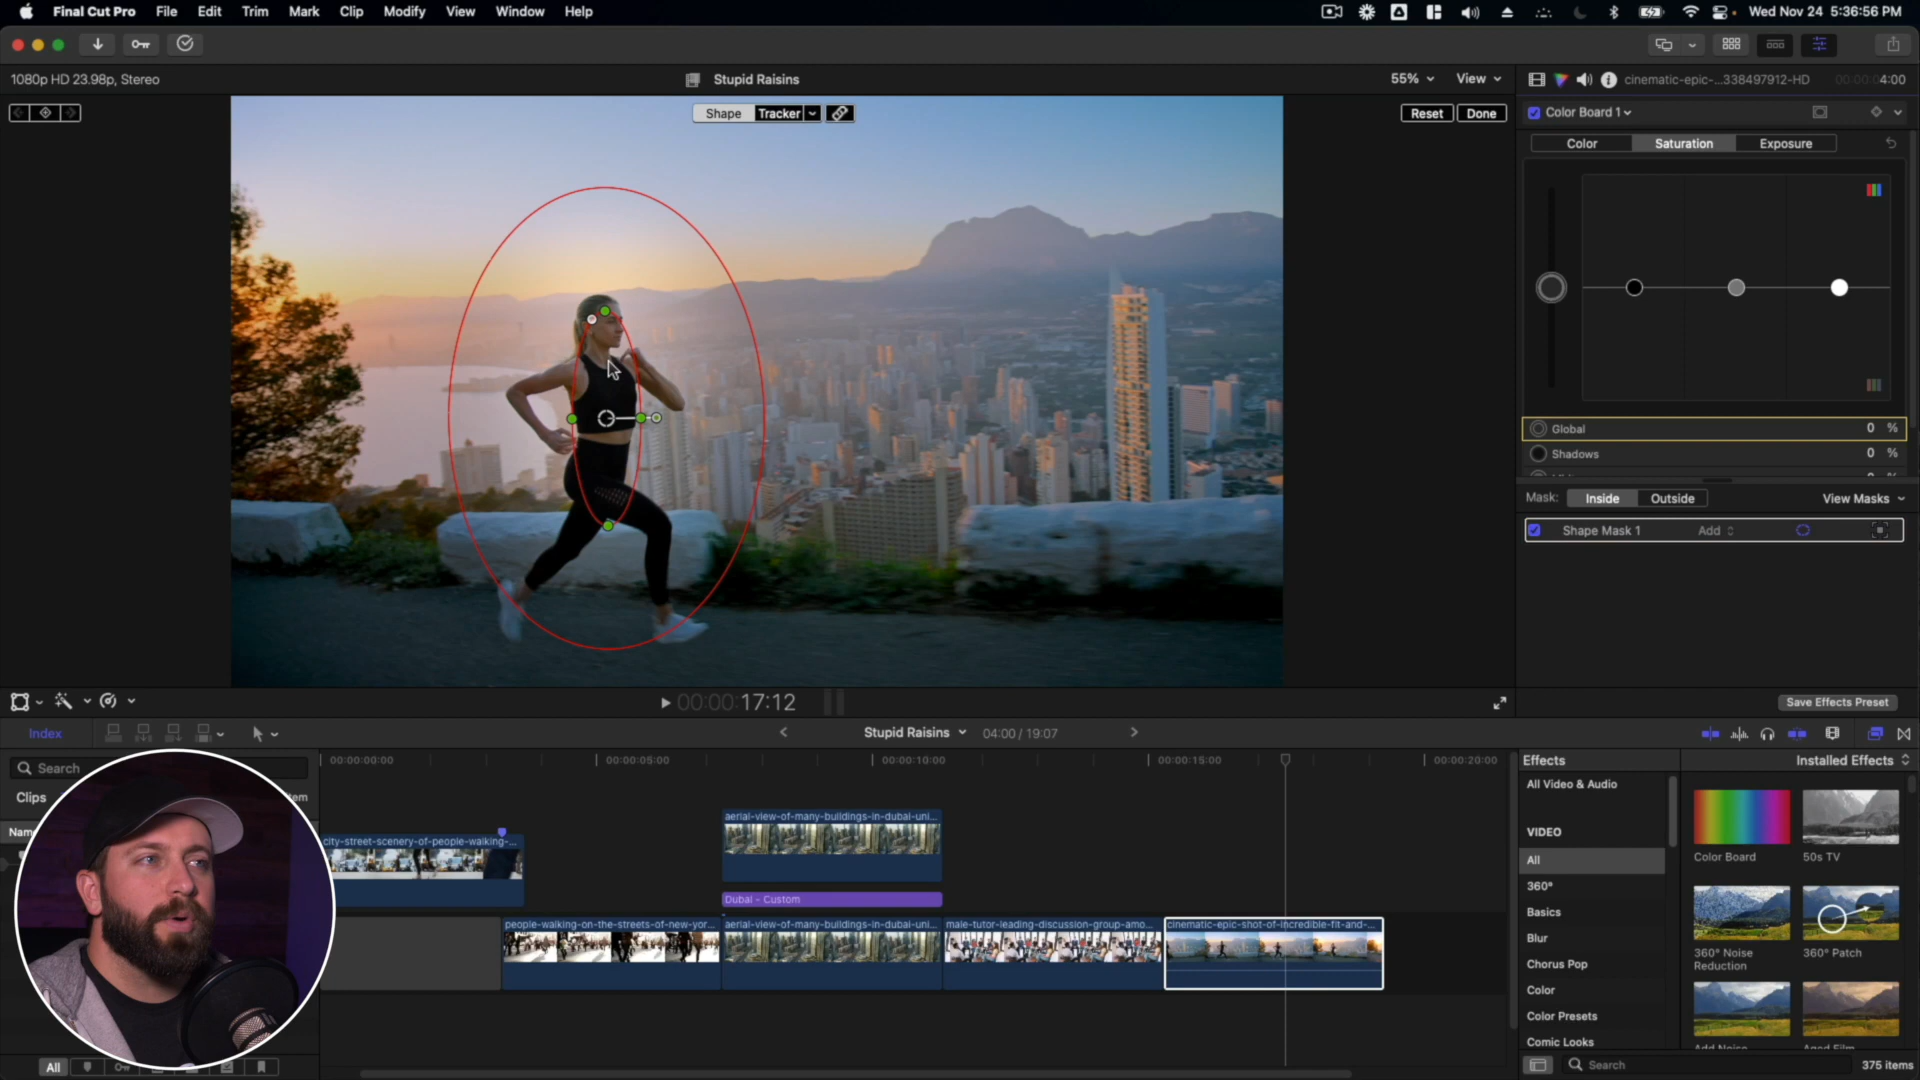 Final Cut Pro File Edit Trim Mark Clip Modify View Window Help
Wed Nov 24 5:36:56 PM
1080p HD 23.98p, Stereo
Stupid Raisins
55%
View
cinematic-epic-...338497912-HD
4:00
Shape
Tracker
Reset
Done
Color Board 1
Color
Saturation
Exposure
Global 0 %
Shadows 0 %
Mask:
Inside
Outside
View Masks
Shape Mask 1
Add
00:00:17:12
Save Effects Preset
Index
Stupid Raisins
04:00 / 19:07
Search
Clips
00:00:00:00
00:00:05:00
00:00:10:00
00:00:15:00
00:00:20:00
aerial-view-of-many-buildings-in-dubai-uni...
city-street-scenery-of-people-walking-...
Dubai - Custom
people-walking-on-the-streets-of-new-yor...
aerial-view-of-many-buildings-in-dubai-uni...
male-tutor-leading-discussion-group-amo...
cinematic-epic-shot-of-incredible-fit-and-...
All
Effects
Installed Effects
All Video & Audio
VIDEO
All
360°
Basics
Blur
Chorus Pop
Color
Color Presets
Comic Looks
Color Board
50s TV
360° Noise
Reduction
360° Patch
Search
375 items